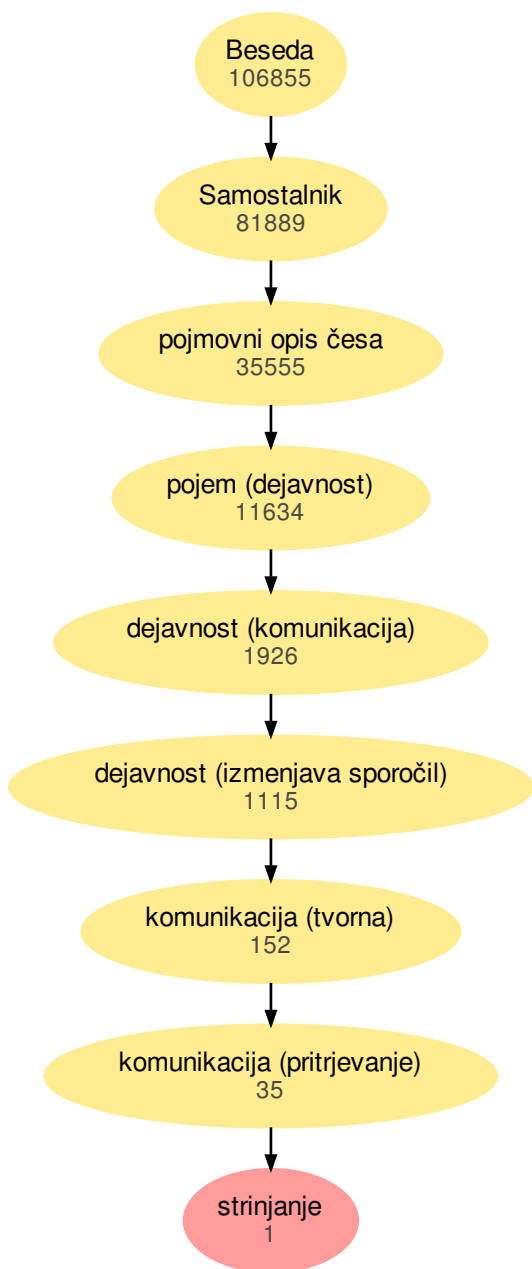 Beseda
106855
Samostalnik
81889
pojmovni opis česa
35555
pojem (dejavnost)
11634
dejavnost (komunikacija)
1926
dejavnost (izmenjava sporočil)
1115
komunikacija (tvorna)
152
komunikacija (pritrjevanje)
35
strinjanje
1